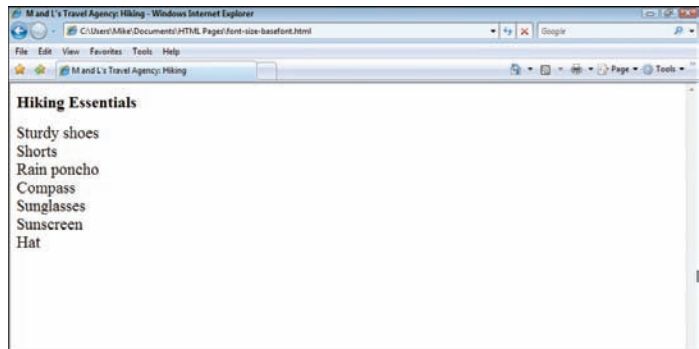 M and L's Travel Agency: Hiking - Windows Internet Explorer
C:\Users\Mike\Documents\HTML Pages\font-size-basefont.html
Google
File Edit View Favorites Tools Help
M and L's Travel Agency: Hiking
Page Tools
Hiking Essentials
Sturdy shoes
Shorts
Rain poncho
Compass
Sunglasses
Sunscreen
Hat